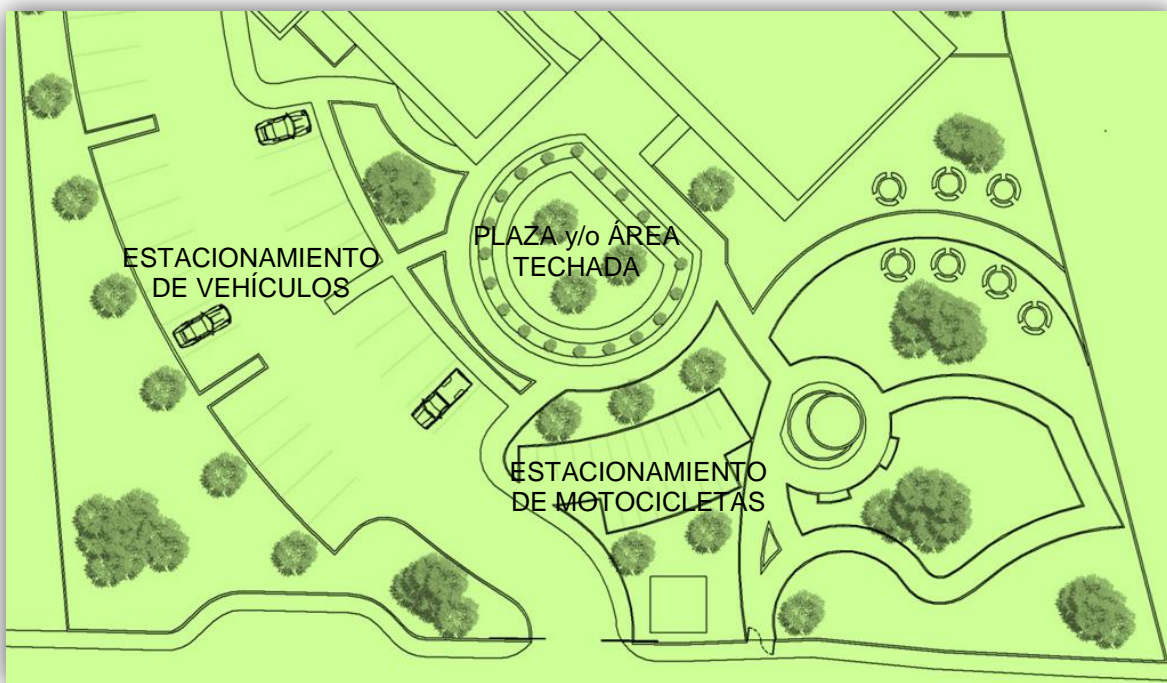 PLAZA y/o ÁREA
TECHADA
ESTACIONAMIENTO
DE VEHÍCULOS
ESTACIONAMIENTO
DE MOTOCICLETAS